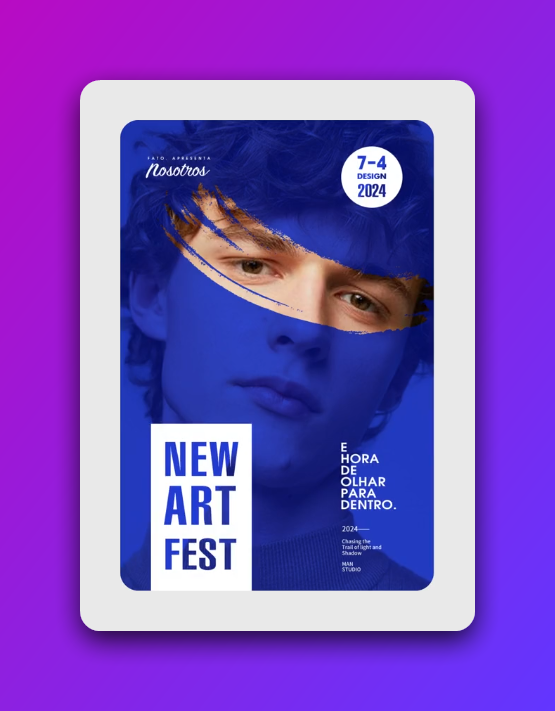 FATO. APRESENTA
Nosotros
7-4
DESIGN
2024
NEW
ART
FEST
E
HORA
DE
OLHAR
PARA
DENTRO.
2024
Chasing the
Trail of light and
Shadow
MAN
STUDIO